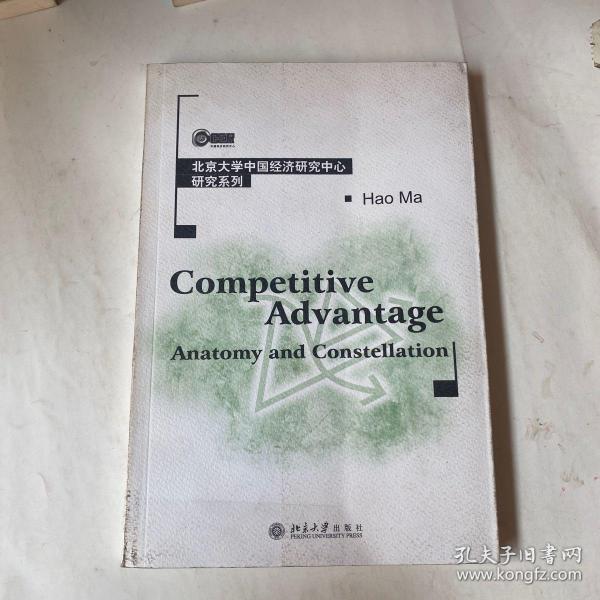 北京大学中国经济研究中心
研究系列
Hao Ma
Competitive
Advantage
Anatomy and Constellation
北京大学出版社
PEKING UNIVERSITY PRESS
孔夫子旧书网
www.kongfz.com